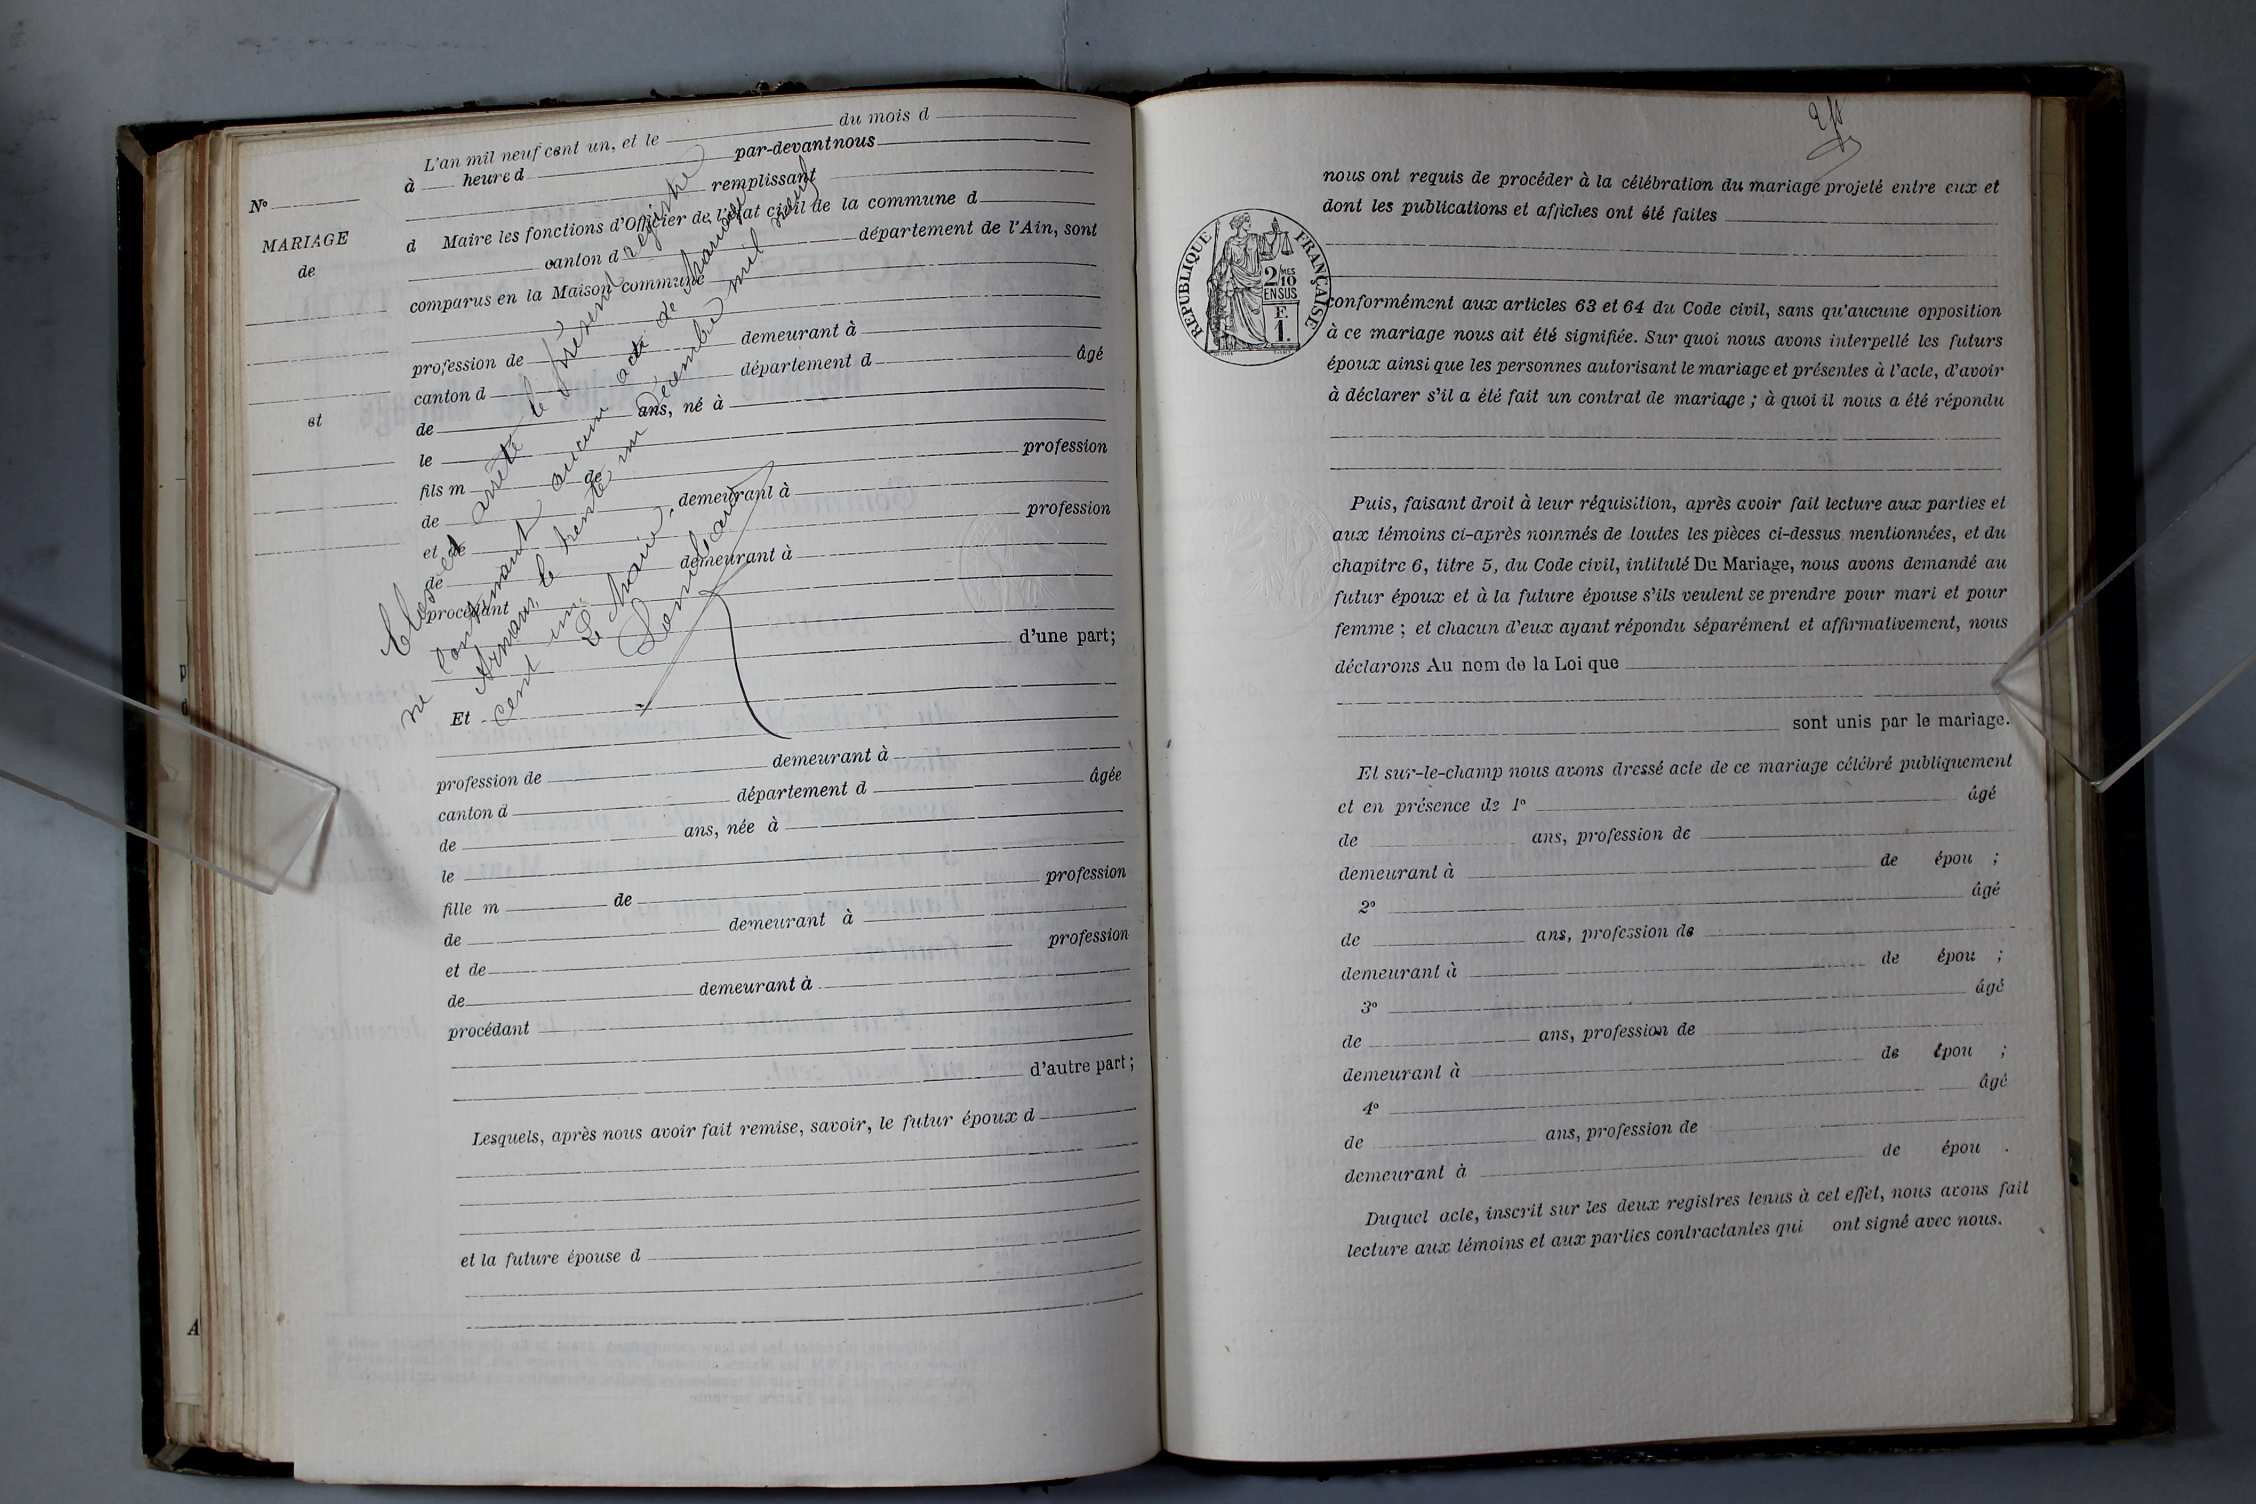 L'an mil neuf cent un, et le du mois d
à heure d par-devant nous
remplissant
d Maire les fonctions d'Officier de l'état civil de la commune d
canton d département de l'Ain, sont
comparus en la Maison commune
profession de demeurant à
canton d département d âgé
de ans, né à
le
fils m de profession
de demeurant à
et de profession
de demeurant à
procédant
d'une part;
Et
profession de demeurant à
canton d département d âgée
de ans, née à
le
fille m de profession
de demeurant à
et de profession
de demeurant à
procédant
d'autre part;
Lesquels, après nous avoir fait remise, savoir, le futur époux d
et la future épouse d
No
MARIAGE
de
et
Clos et arrêté le présent registre
ne contenant aucun acte de mariage
Arnans le trente un décembre mil neuf
cent un.
Le Maire,
nous ont requis de procéder à la célébration du mariage projeté entre eux et
dont les publications et affiches ont été faites
RÉPUBLIQUE FRANÇAISE
2/10MES
EN SUS
F.
1.
conformément aux articles 63 et 64 du Code civil, sans qu'aucune opposition
à ce mariage nous ait été signifiée. Sur quoi nous avons interpellé les futurs
époux ainsi que les personnes autorisant le mariage et présentes à l'acte, d'avoir
à déclarer s'il a été fait un contrat de mariage ; à quoi il nous a été répondu
Puis, faisant droit à leur réquisition, après avoir fait lecture aux parties et
aux témoins ci-après nommés de toutes les pièces ci-dessus mentionnées, et du
chapitre 6, titre 5, du Code civil, intitulé Du Mariage, nous avons demandé au
futur époux et à la future épouse s'ils veulent se prendre pour mari et pour
femme ; et chacun d'eux ayant répondu séparément et affirmativement, nous
déclarons Au nom de la Loi que
sont unis par le mariage.
Et sur-le-champ nous avons dressé acte de ce mariage célébré publiquement
et en présence de 1o âgé
de ans, profession de
demeurant à de épou ;
2o âgé
de ans, profession de
demeurant à de épou ;
3o âgé
de ans, profession de
demeurant à de épou ;
4o âgé
de ans, profession de
demeurant à de épou .
Duquel acte, inscrit sur les deux registres tenus à cet effet, nous avons fait
lecture aux témoins et aux parties contractantes qui ont signé avec nous.